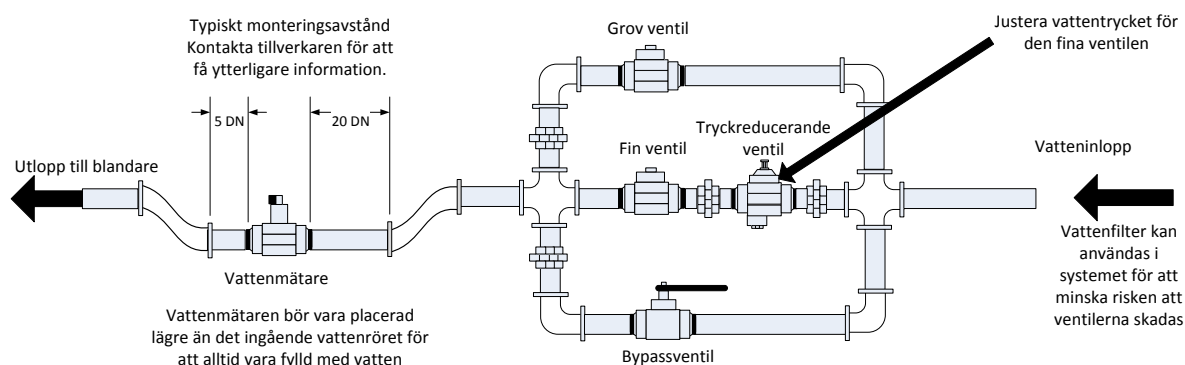 Typiskt monteringsavstånd
Kontakta tillverkaren för att
få ytterligare information.
5 DN
20 DN
Utlopp till blandare
Vattenmätare
Vattenmätaren bör vara placerad
lägre än det ingående vattenröret för
att alltid vara fylld med vatten
Grov ventil
Fin ventil
Tryckreducerande
ventil
Bypassventil
Justera vattentrycket för
den fina ventilen
Vatteninlopp
Vattenfilter kan
användas i
systemet för att
minska risken att
ventilerna skadas